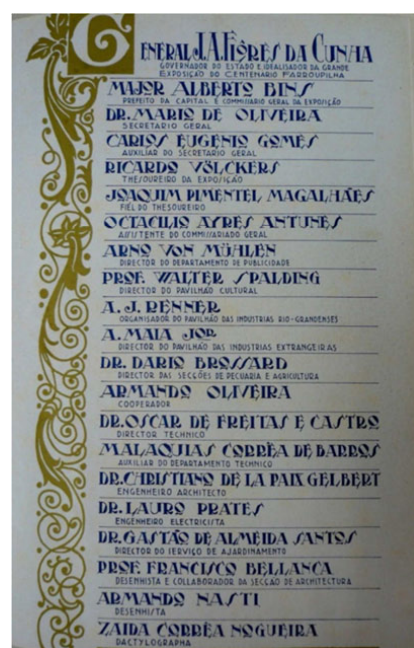 GENERAL J.A. FLÔRES DA CUNHA
GOVERNADOR DO ESTADO E IDEALISADOR DA GRANDE
EXPOSIÇÃO DO CENTENARIO FARROUPILHA
MAJOR ALBERTO BINS
PREFEITO DA CAPITAL E COMMISSARIO GERAL DA EXPOSIÇÃO
DR. MARIO DE OLIVEIRA
SECRETARIO GERAL
CARLOS EUGÊNIO GOMES
AUXILIAR DO SECRETARIO GERAL
RICARDO VÖLCKERS
THESOUREIRO DA EXPOSIÇÃO
JOAQUIM PIMENTEL MAGALHÃES
FIEL DO THESOUREIRO
OCTACILIO AYRES ANTUNES
ASSISTENTE DO COMMISSARIADO GERAL
ARNO VON MÜHLEN
DIRECTOR DO DEPARTAMENTO DE PUBLICIDADE
PROF. WALTER SPALDING
DIRECTOR DO PAVILHÃO CULTURAL
A. J. RENNER
ORGANISADOR DO PAVILHÃO DAS INDUSTRIAS RIO-GRANDENSES
A. MAIA JOR.
DIRECTOR DO PAVILHÃO DAS INDUSTRIAS EXTRANGEIRAS
DR. DARIO BROSSARD
DIRECTOR DAS SECÇÕES DE PECUARIA E AGRICULTURA
ARMANDO OLIVEIRA
COOPERADOR
DR. OSCAR DE FREITAS E CASTRO
DIRECTOR TECHNICO
MALAQUIAS CORRÊA DE BARROS
AUXILIAR DO DEPARTAMENTO TECHNICO
DR. CHRISTIANO DE LA PAIX GELBERT
ENGENHEIRO ARCHITECTO
DR. LAURO PRATES
ENGENHEIRO ELECTRICISTA
DR. GASTÃO DE ALMEIDA SANTOS
DIRECTOR DO SERVIÇO DE AJARDINAMENTO
PROF. FRANCISCO BELLANCA
DESENHISTA E COLLABORADOR DA SECÇÃO DE ARCHITECTURA
ARMANDO NASTI
DESENHISTA
ZAIDA CORRÊA NOGUEIRA
DACTYLOGRAPHA